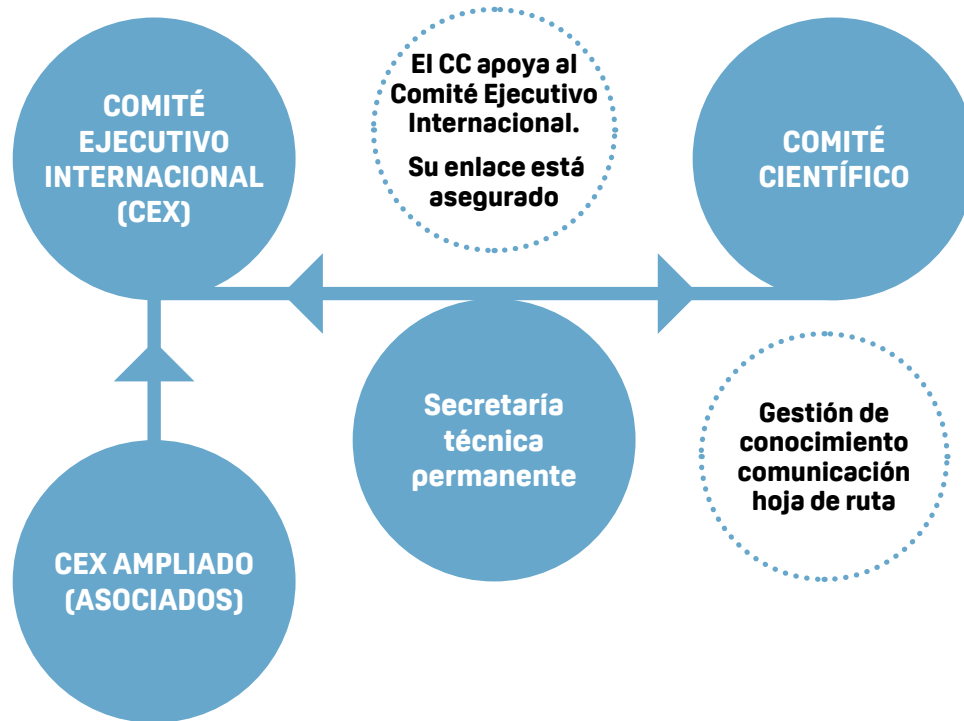 COMITÉ
EJECUTIVO
INTERNACIONAL
(CEX)
El CC apoya al
Comité Ejecutivo
Internacional.
Su enlace está
asegurado
COMITÉ
CIENTÍFICO
Secretaría
técnica
permanente
Gestión de
conocimiento
comunicación
hoja de ruta
CEX AMPLIADO
(ASOCIADOS)